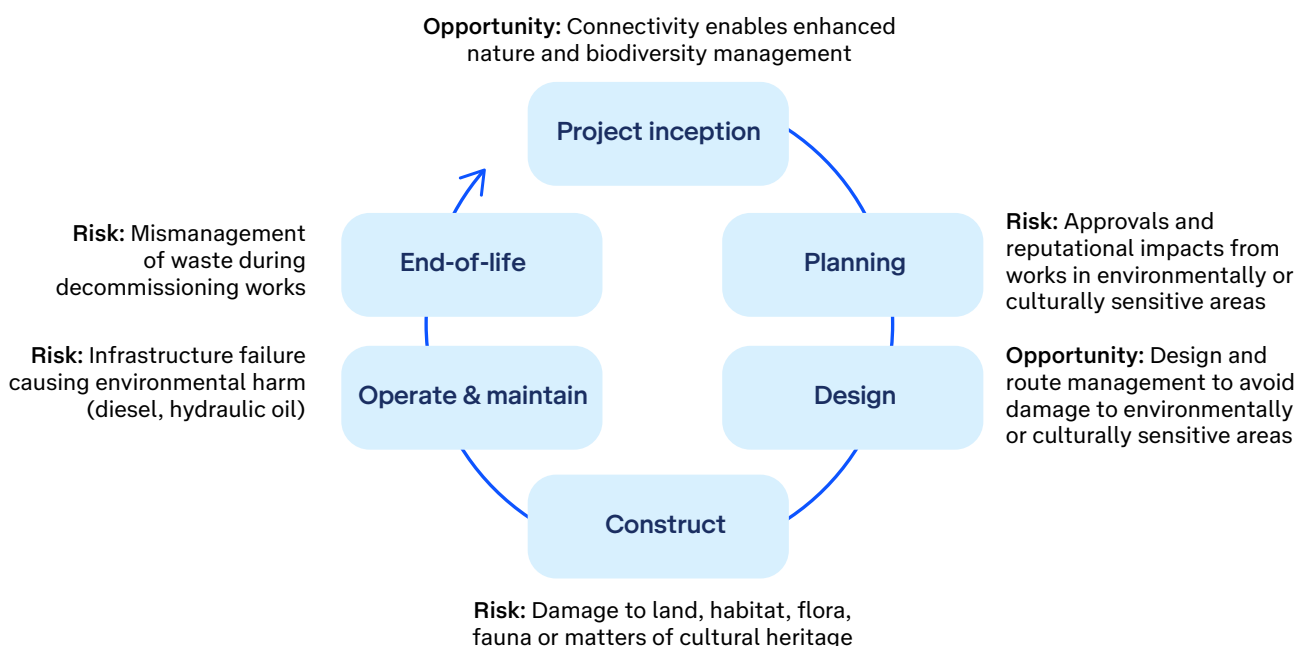 Opportunity: Connectivity enables enhanced
nature and biodiversity management
Project inception
Planning
Risk: Approvals and
reputational impacts from
works in environmentally or
culturally sensitive areas
Design
Opportunity: Design and
route management to avoid
damage to environmentally
or culturally sensitive areas
Construct
Risk: Damage to land, habitat, flora,
fauna or matters of cultural heritage
Operate & maintain
Risk: Infrastructure failure
causing environmental harm
(diesel, hydraulic oil)
End-of-life
Risk: Mismanagement
of waste during
decommissioning works